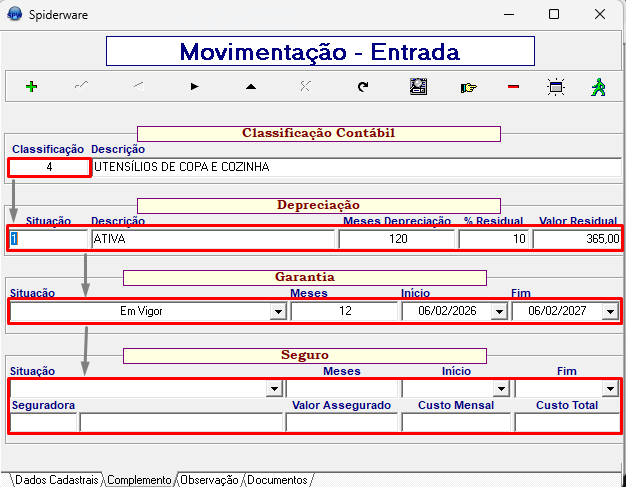 Spiderware
Movimentação - Entrada
Classificação Contábil
Classificação Descrição
4 UTENSÍLIOS DE COPA E COZINHA
Depreciação
Situação Descrição Meses Depreciação % Residual Valor Residual
1 ATIVA 120 10 365,00
Garantia
Situação Meses Início Fim
Em Vigor 12 06/02/2026 06/02/2027
Seguro
Situação Meses Início Fim
Seguradora Valor Assegurado Custo Mensal Custo Total
Dados Cadastrais Complemento Observação Documentos